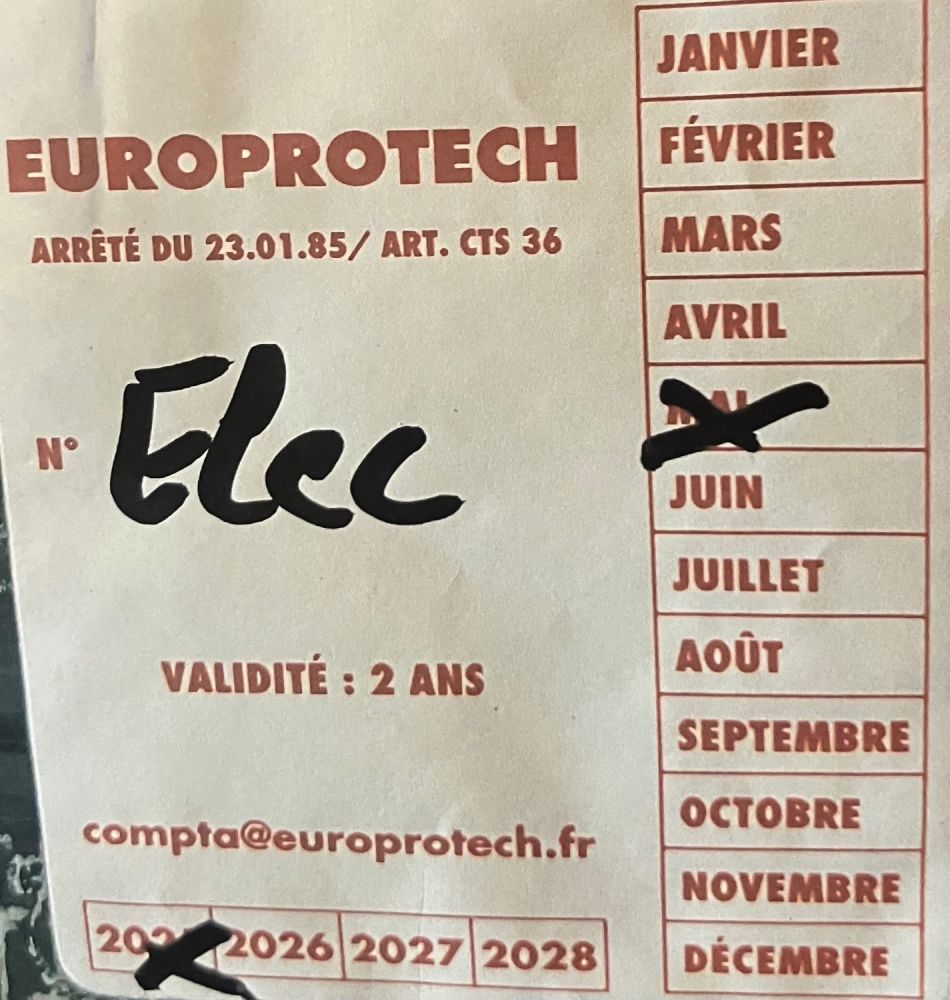 EUROPROTECH
ARRÊTÉ DU 23.01.85/ ART. CTS 36
N° Elec
VALIDITÉ : 2 ANS
compta@europrotech.fr
2026 2027 2028
JANVIER
FÉVRIER
MARS
AVRIL
MAI
JUIN
JUILLET
AOÛT
SEPTEMBRE
OCTOBRE
NOVEMBRE
DÉCEMBRE